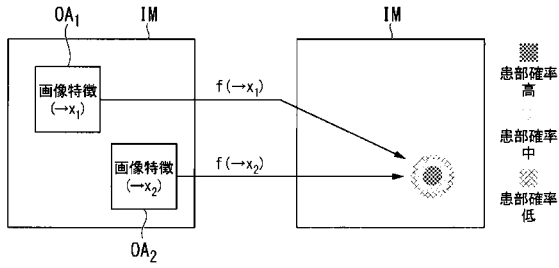 OA₁
IM
IM
画像特徴
(→x₁)
f(→x₁)
画像特徴
(→x₂)
f(→x₂)
OA₂
患部確率
高
患部確率
中
患部確率
低